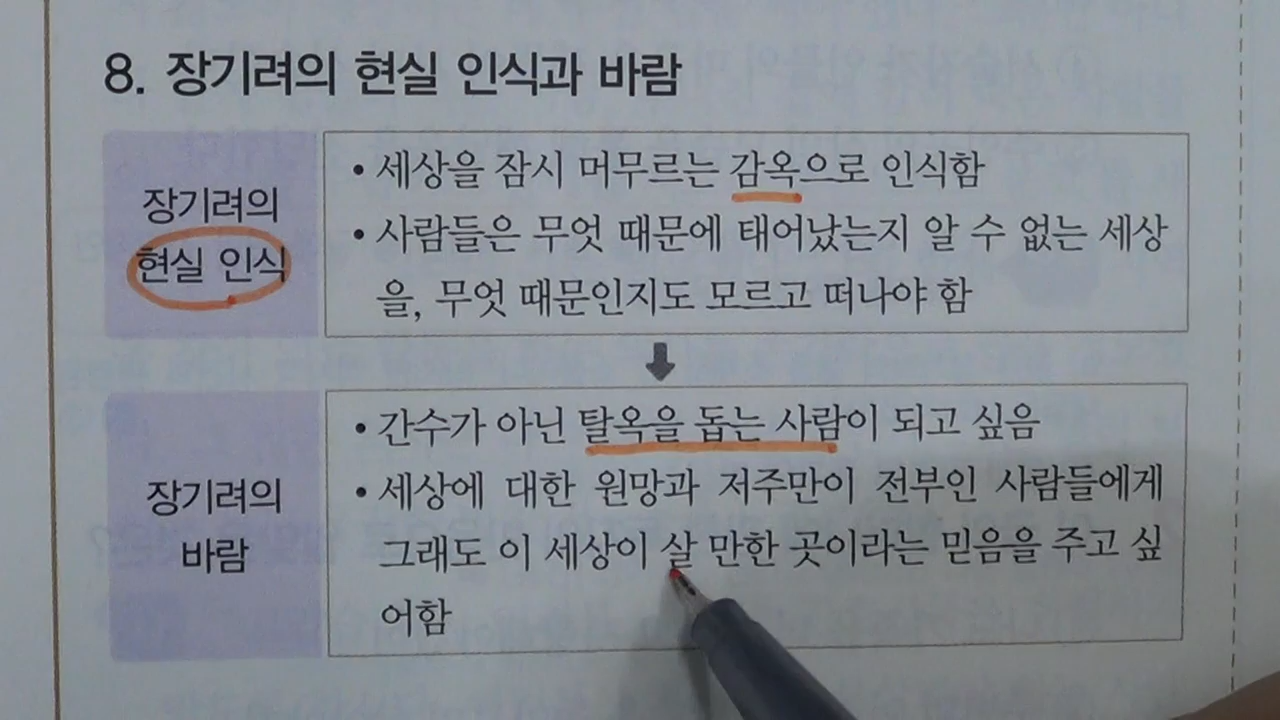 8. 장기려의 현실 인식과 바람
장기려의
현실 인식
• 세상을 잠시 머무르는 감옥으로 인식함
• 사람들은 무엇 때문에 태어났는지 알 수 없는 세상
을, 무엇 때문인지도 모르고 떠나야 함
장기려의
바람
• 간수가 아닌 탈옥을 돕는 사람이 되고 싶음
• 세상에 대한 원망과 저주만이 전부인 사람들에게
그래도 이 세상이 살 만한 곳이라는 믿음을 주고 싶
어함